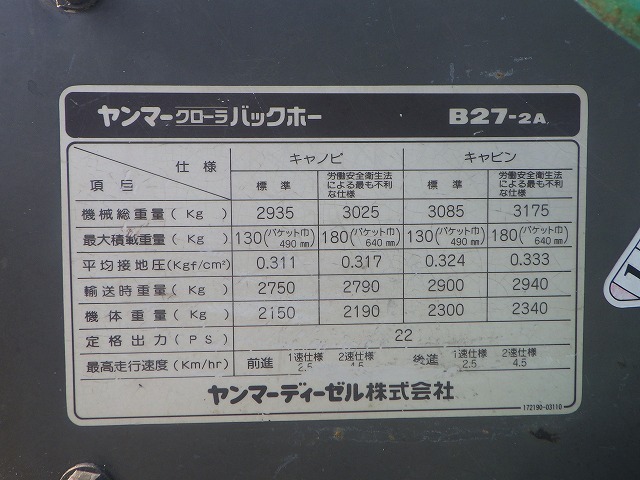 ヤンマークローラバックホー B27-2A
仕様 キャノピ キャビン
項目 標準 労働安全衛生法による最も不利な仕様 標準 労働安全衛生法による最も不利な仕様
機械総重量(Kg) 2935 3025 3085 3175
最大積載重量(Kg) 130(バケット巾490㎜) 180(バケット巾640㎜) 130(バケット巾490㎜) 180(バケット巾640㎜)
平均接地圧(Kgf/cm²) 0.311 0.317 0.324 0.333
輸送時重量(Kg) 2750 2790 2900 2940
機体重量(Kg) 2150 2190 2300 2340
定格出力(PS) 22
最高走行速度(Km/hr) 前進 1速仕様 2.5 2速仕様 4.5 後進 1速仕様 2.5 2速仕様 4.5
ヤンマーディーゼル株式会社
172190-03110